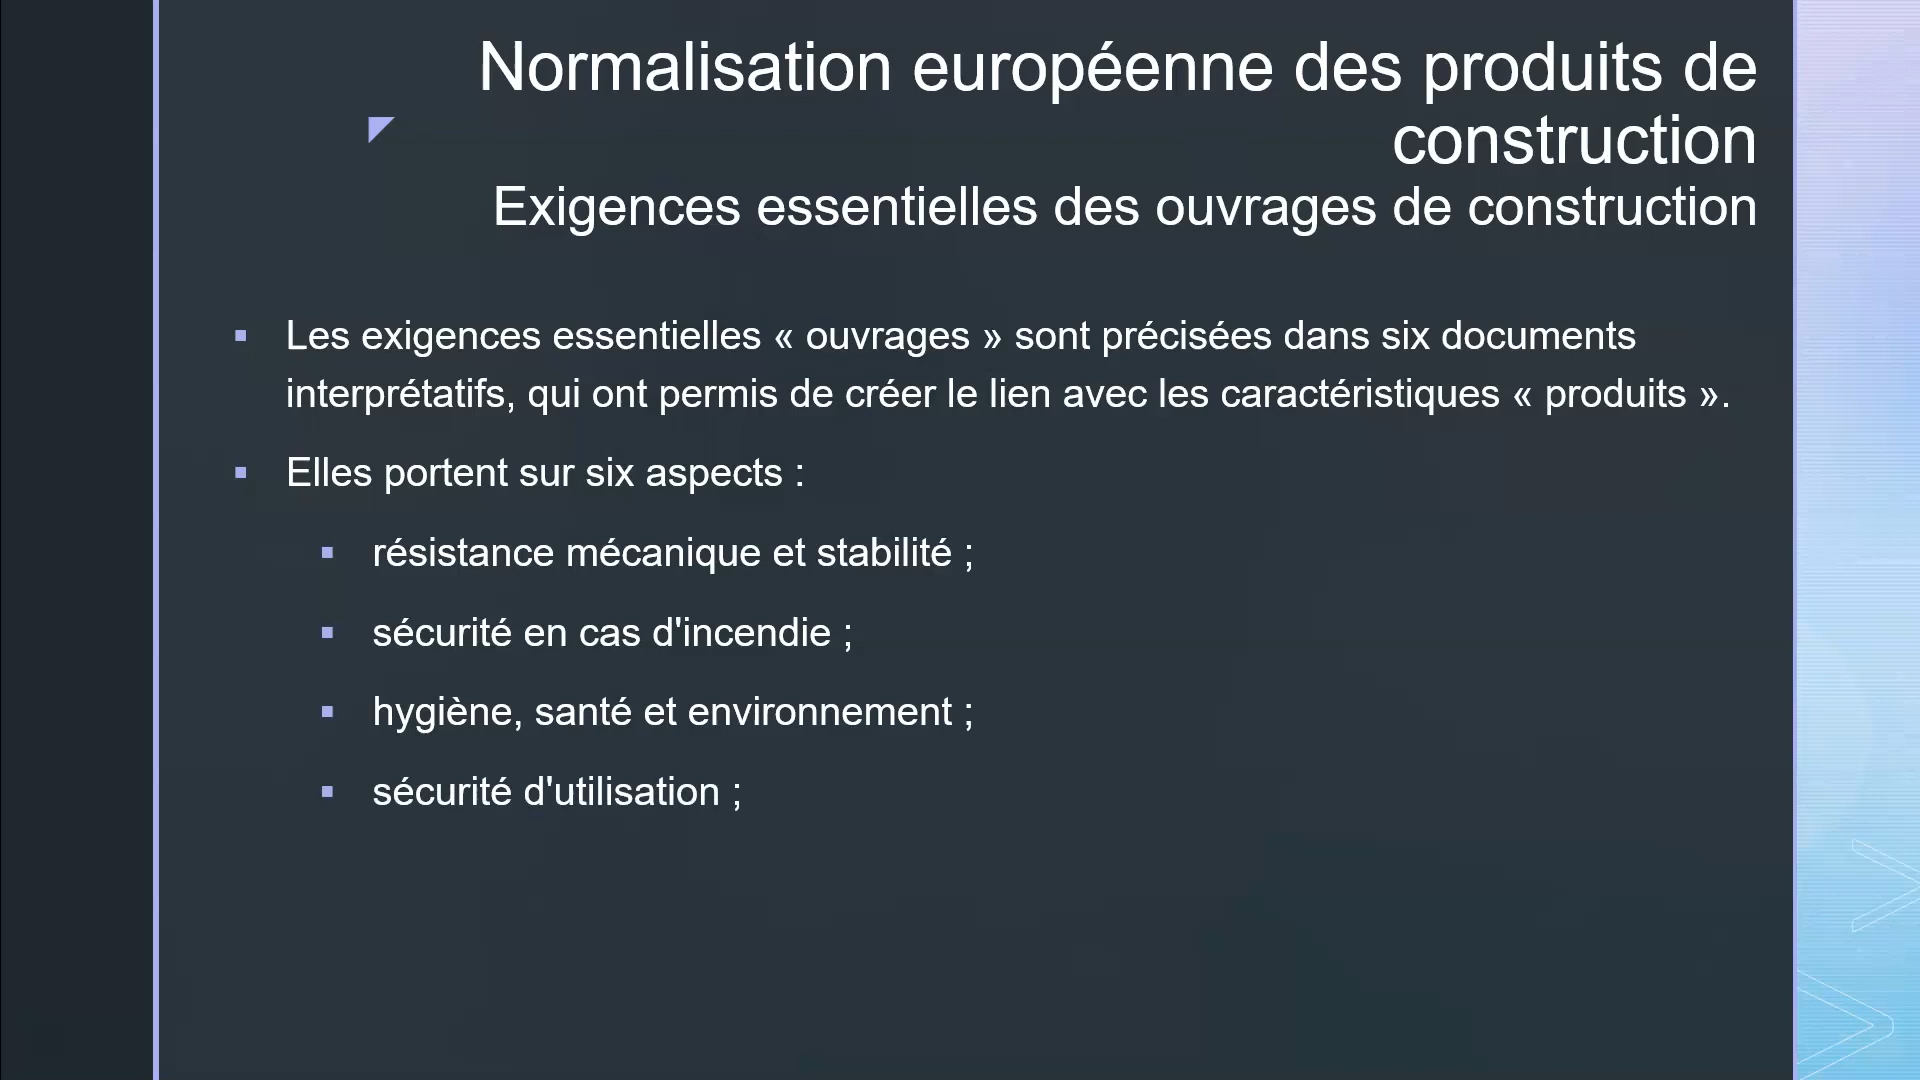 Normalisation européenne des produits de
construction
Exigences essentielles des ouvrages de construction
Les exigences essentielles « ouvrages » sont précisées dans six documents
interprétatifs, qui ont permis de créer le lien avec les caractéristiques « produits ».
Elles portent sur six aspects :
résistance mécanique et stabilité ;
sécurité en cas d'incendie ;
hygiène, santé et environnement ;
sécurité d'utilisation ;